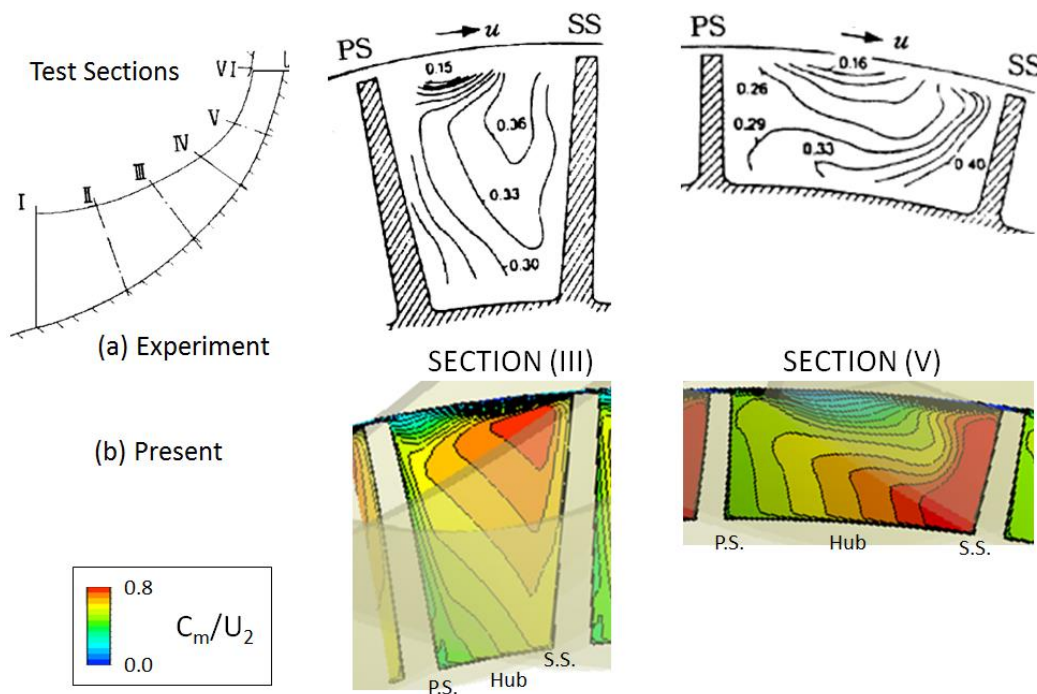 Test Sections
I
II
III
IV
V
VI
PS
u
SS
0.15
0.36
0.33
0.30
PS
u
SS
0.16
0.26
0.29
0.33
0.40
(a) Experiment
SECTION (III)
SECTION (V)
(b) Present
P.S.
Hub
S.S.
P.S.
Hub
S.S.
0.8
Cm/U2
0.0